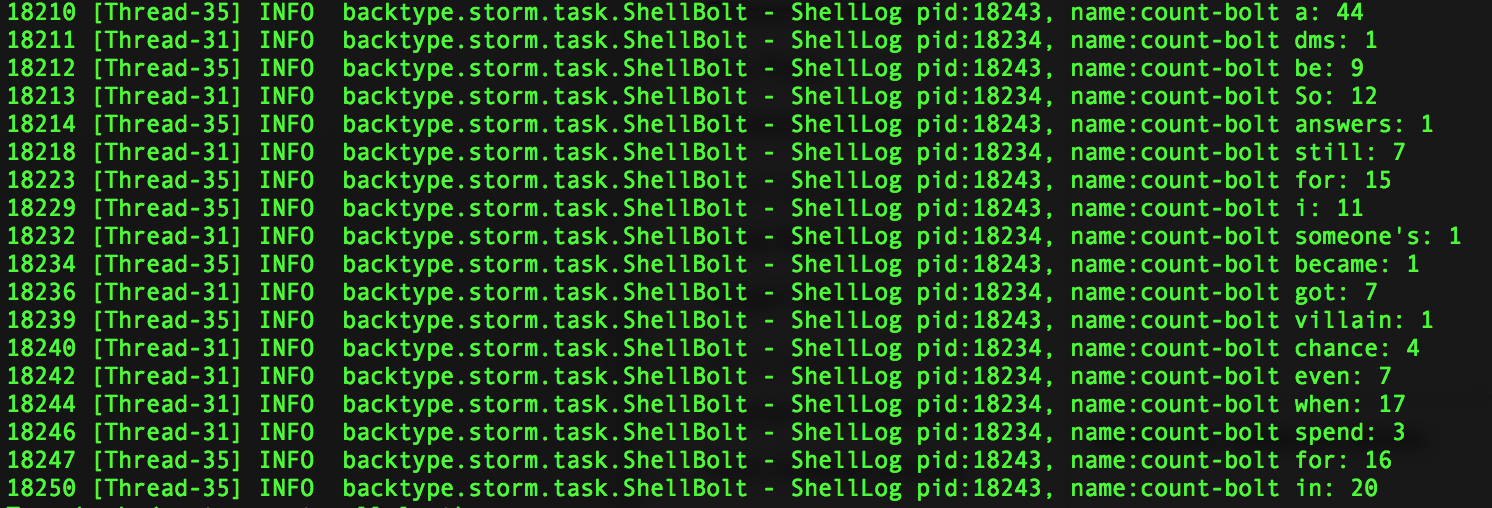 18210 [Thread-35] INFO  backtype.storm.task.ShellBolt - ShellLog pid:18243, name:count-bolt a: 44
18211 [Thread-31] INFO  backtype.storm.task.ShellBolt - ShellLog pid:18234, name:count-bolt dms: 1
18212 [Thread-35] INFO  backtype.storm.task.ShellBolt - ShellLog pid:18243, name:count-bolt be: 9
18213 [Thread-31] INFO  backtype.storm.task.ShellBolt - ShellLog pid:18234, name:count-bolt So: 12
18214 [Thread-35] INFO  backtype.storm.task.ShellBolt - ShellLog pid:18243, name:count-bolt answers: 1
18218 [Thread-31] INFO  backtype.storm.task.ShellBolt - ShellLog pid:18234, name:count-bolt still: 7
18223 [Thread-35] INFO  backtype.storm.task.ShellBolt - ShellLog pid:18243, name:count-bolt for: 15
18229 [Thread-35] INFO  backtype.storm.task.ShellBolt - ShellLog pid:18243, name:count-bolt i: 11
18232 [Thread-31] INFO  backtype.storm.task.ShellBolt - ShellLog pid:18234, name:count-bolt someone's: 1
18234 [Thread-35] INFO  backtype.storm.task.ShellBolt - ShellLog pid:18243, name:count-bolt became: 1
18236 [Thread-31] INFO  backtype.storm.task.ShellBolt - ShellLog pid:18234, name:count-bolt got: 7
18239 [Thread-35] INFO  backtype.storm.task.ShellBolt - ShellLog pid:18243, name:count-bolt villain: 1
18240 [Thread-31] INFO  backtype.storm.task.ShellBolt - ShellLog pid:18234, name:count-bolt chance: 4
18242 [Thread-31] INFO  backtype.storm.task.ShellBolt - ShellLog pid:18234, name:count-bolt even: 7
18244 [Thread-31] INFO  backtype.storm.task.ShellBolt - ShellLog pid:18234, name:count-bolt when: 17
18246 [Thread-31] INFO  backtype.storm.task.ShellBolt - ShellLog pid:18234, name:count-bolt spend: 3
18247 [Thread-35] INFO  backtype.storm.task.ShellBolt - ShellLog pid:18243, name:count-bolt for: 16
18250 [Thread-35] INFO  backtype.storm.task.ShellBolt - ShellLog pid:18243, name:count-bolt in: 20